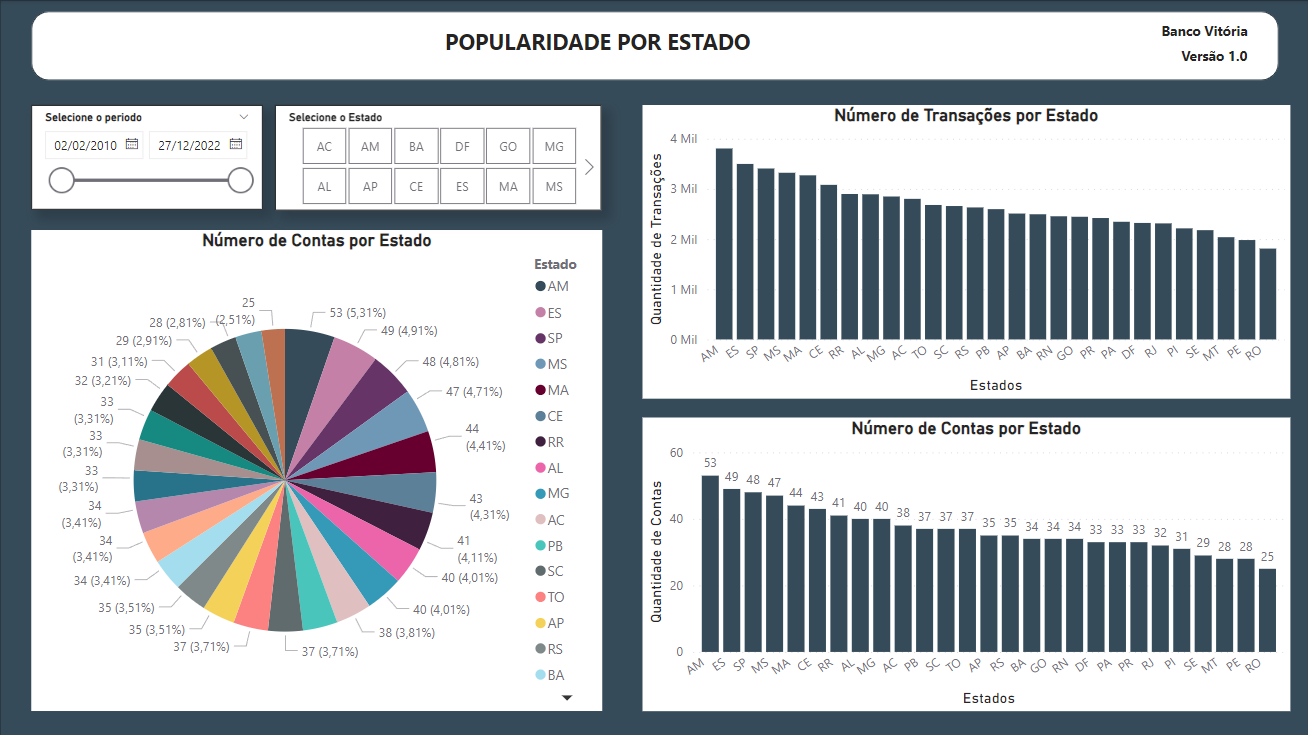 POPULARIDADE POR ESTADO
Banco Vitória
Versão 1.0
Selecione o periodo
02/02/2010
27/12/2022
Selecione o Estado
AC
AM
BA
DF
GO
MG
AL
AP
CE
ES
MA
MS
Número de Contas por Estado
Estado
AM
ES
SP
MS
MA
CE
RR
AL
MG
AC
PB
SC
TO
AP
RS
BA
53 (5,31%)
49 (4,91%)
48 (4,81%)
47 (4,71%)
44
(4,41%)
43
(4,31%)
41
(4,11%)
40 (4,01%)
40 (4,01%)
38 (3,81%)
37 (3,71%)
37 (3,71%)
35 (3,51%)
35 (3,51%)
34 (3,41%)
34
(3,41%)
34
(3,41%)
33
(3,31%)
33
(3,31%)
33
(3,31%)
32 (3,21%)
31 (3,11%)
29 (2,91%)
28 (2,81%)
25
(2,51%)
Número de Transações por Estado
Quantidade de Transações
4 Mil
3 Mil
2 Mil
1 Mil
0 Mil
AM ES SP MS MA CE RR AL MG AC TO SC RS PB AP BA RN GO PR PA DF RJ PI SE MT PE RO
Estados
Número de Contas por Estado
Quantidade de Contas
60
40
20
0
53 49 48 47 44 43 41 40 40 38 37 37 37 35 35 34 34 34 33 33 33 32 31 29 28 28 25
AM ES SP MS MA CE RR AL MG AC PB SC TO AP RS BA GO RN DF PA PR RJ PI SE MT PE RO
Estados